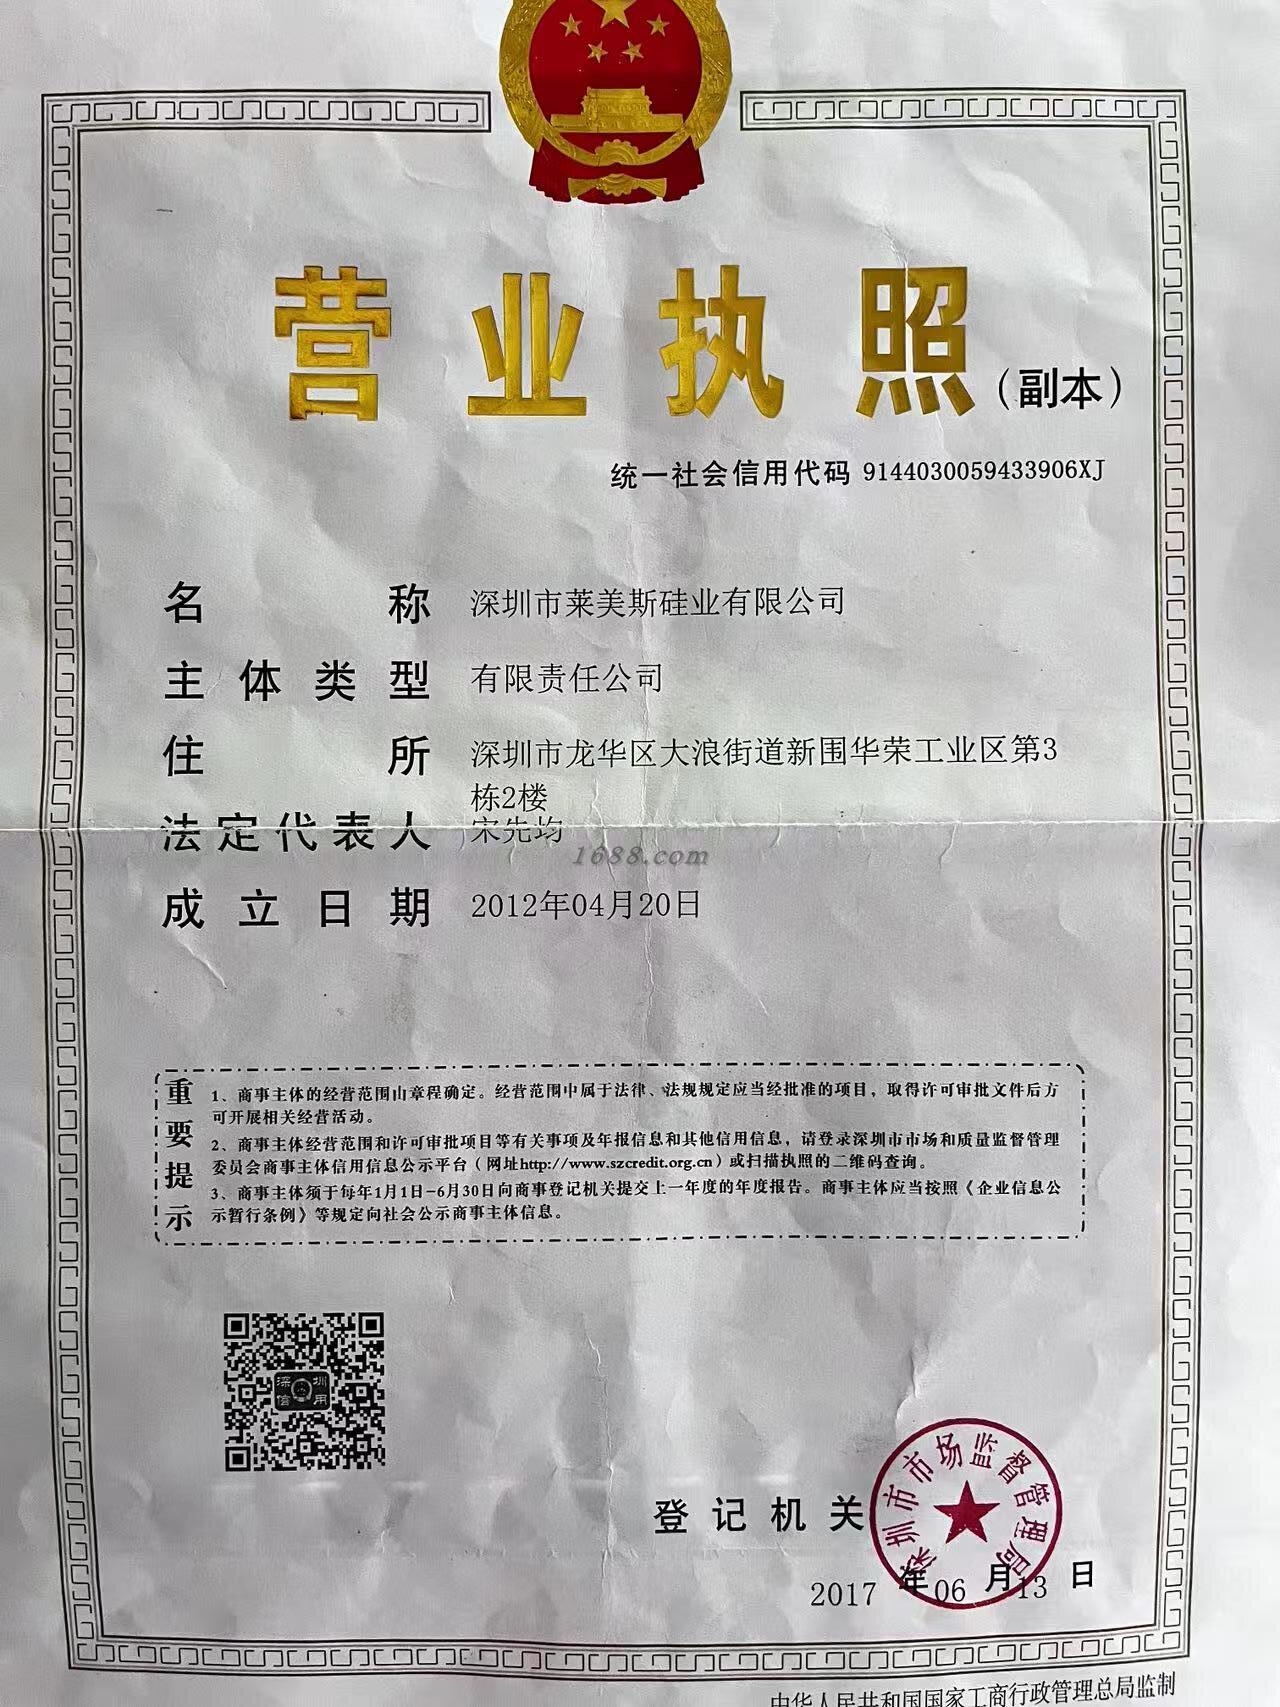 营业执照(副本)
统一社会信用代码 9144030059433906XJ
名称 深圳市莱美斯硅业有限公司
主体类型 有限责任公司
住所 深圳市龙华区大浪街道新围华荣工业区第3
栋2楼
法定代表人 宋先均
1688.com
成立日期 2012年04月20日
重要提示
1、商事主体的经营范围由章程确定。经营范围中属于法律、法规规定应当经批准的项目,取得许可审批文件后方
可开展相关经营活动。
2、商事主体经营范围和许可审批项目等有关事项及年报信息和其他信用信息,请登录深圳市市场和质量监督管理
委员会商事主体信用信息公示平台(网址http://www.szcredit.org.cn)或扫描执照的二维码查询。
3、商事主体须于每年1月1日-6月30日向商事登记机关提交上一年度的年度报告。商事主体应当按照《企业信息公
示暂行条例》等规定向社会公示商事主体信息。
深圳
信用
登记机关
深圳市市场监督管理局
2017年06月13日
中华人民共和国国家工商行政管理总局监制